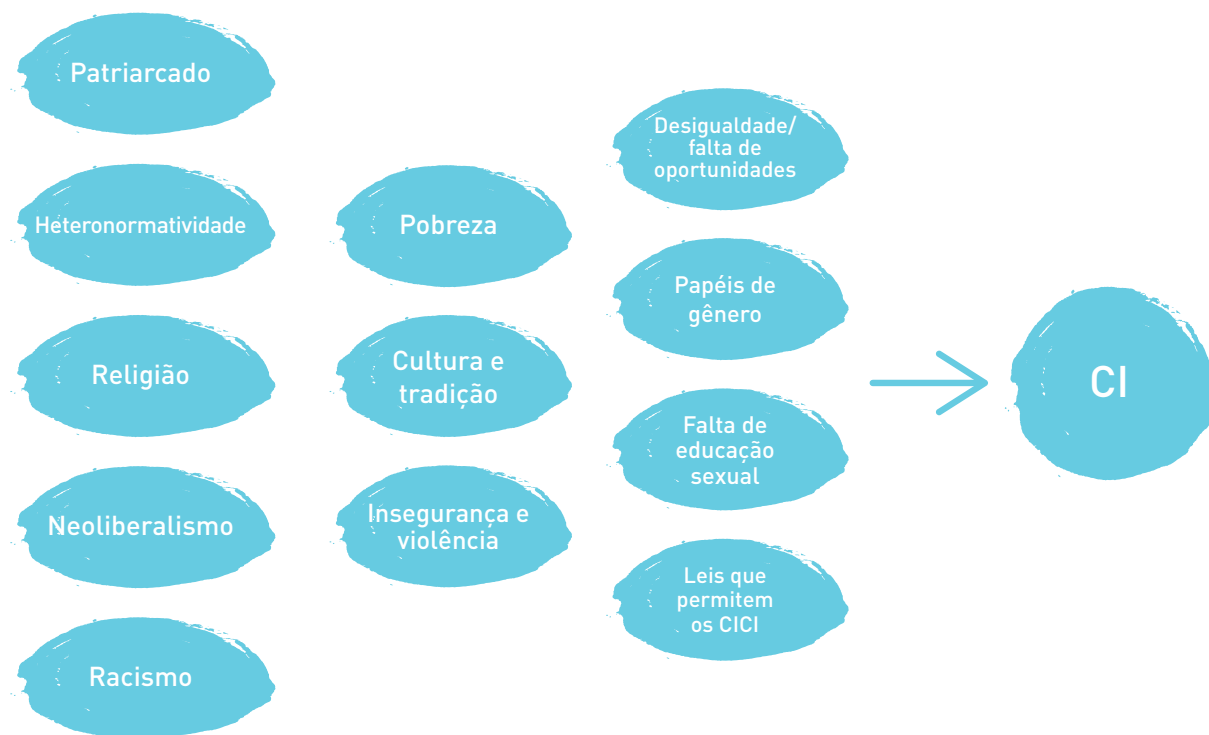 Patriarcado
Heteronormatividade
Religião
Neoliberalismo
Racismo
Pobreza
Cultura e
tradição
Insegurança e
violência
Desigualdade/
falta de
oportunidades
Papéis de
gênero
Falta de
educação
sexual
Leis que
permitem
os CICI
CI